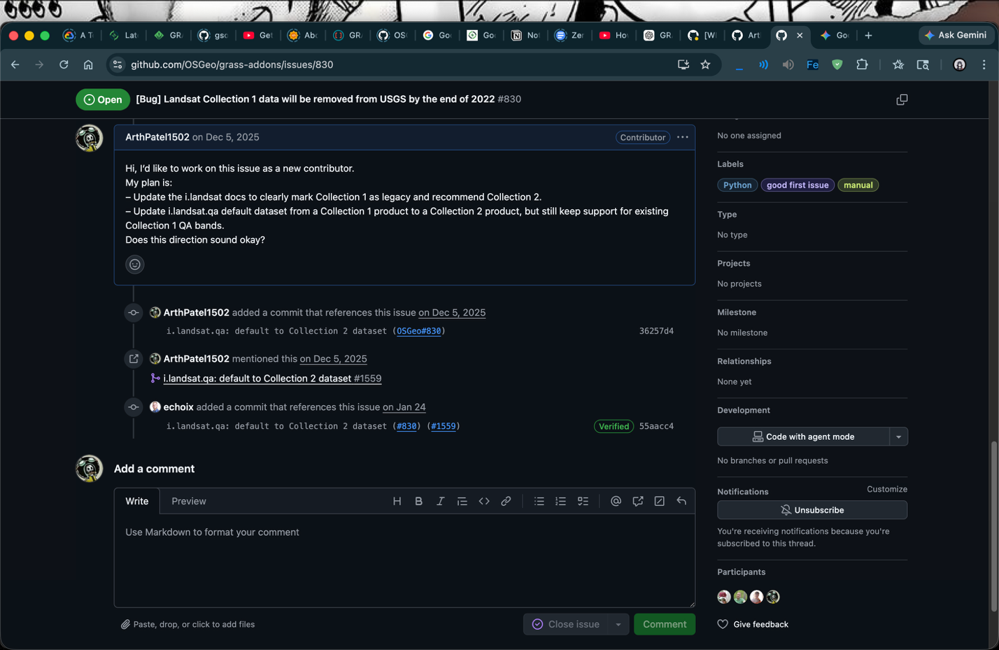 A T
Lat
GR
gsc
Get
Abc
GR
OSG
Goo
Goo
Not
Zer
Hov
GR
[W
Art
Go
Ask Gemini
github.com/OSGeo/grass-addons/issues/830
Fe
Open
[Bug] Landsat Collection 1 data will be removed from USGS by the end of 2022 #830
ArthPatel1502 on Dec 5, 2025
Contributor
Hi, I’d like to work on this issue as a new contributor.
My plan is:
– Update the i.landsat docs to clearly mark Collection 1 as legacy and recommend Collection 2.
– Update i.landsat.qa default dataset from a Collection 1 product to a Collection 2 product, but still keep support for existing
Collection 1 QA bands.
Does this direction sound okay?
ArthPatel1502 added a commit that references this issue on Dec 5, 2025
i.landsat.qa: default to Collection 2 dataset (OSGeo#830)
36257d4
ArthPatel1502 mentioned this on Dec 5, 2025
i.landsat.qa: default to Collection 2 dataset #1559
echoix added a commit that references this issue on Jan 24
i.landsat.qa: default to Collection 2 dataset (#830) (#1559)
Verified
55aacc4
Add a comment
Write
Preview
Use Markdown to format your comment
Paste, drop, or click to add files
Close issue
Comment
No one assigned
Labels
Python
good first issue
manual
Type
No type
Projects
No projects
Milestone
No milestone
Relationships
None yet
Development
Code with agent mode
No branches or pull requests
Notifications
Customize
Unsubscribe
You're receiving notifications because you're
subscribed to this thread.
Participants
Give feedback